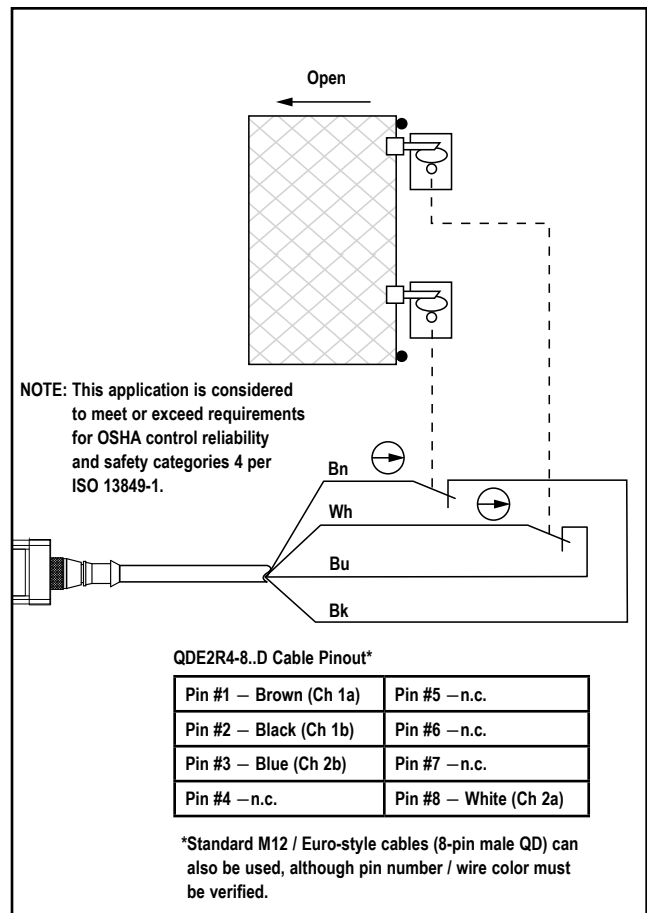 Open
NOTE: This application is considered
to meet or exceed requirements
for OSHA control reliability
and safety categories 4 per
ISO 13849-1.
Bn
Wh
Bu
Bk
QDE2R4-8..D Cable Pinout*
Pin #1 — Brown (Ch 1a)
Pin #5 —n.c.
Pin #2 — Black (Ch 1b)
Pin #6 —n.c.
Pin #3 — Blue (Ch 2b)
Pin #7 —n.c.
Pin #4 —n.c.
Pin #8 — White (Ch 2a)
*Standard M12 / Euro-style cables (8-pin male QD) can
also be used, although pin number / wire color must
be verified.